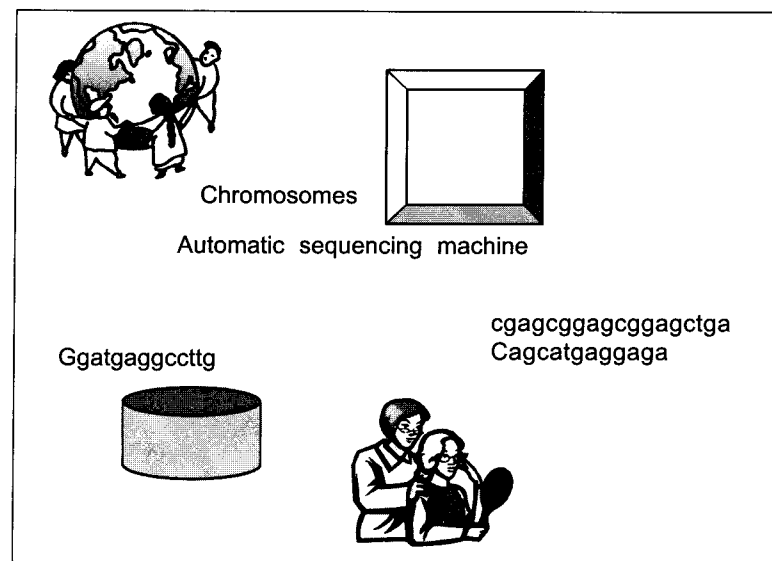 Chromosomes
Automatic sequencing machine
cgagcggagcggagctga
Cagcatgaggaga
Ggatgaggccttg